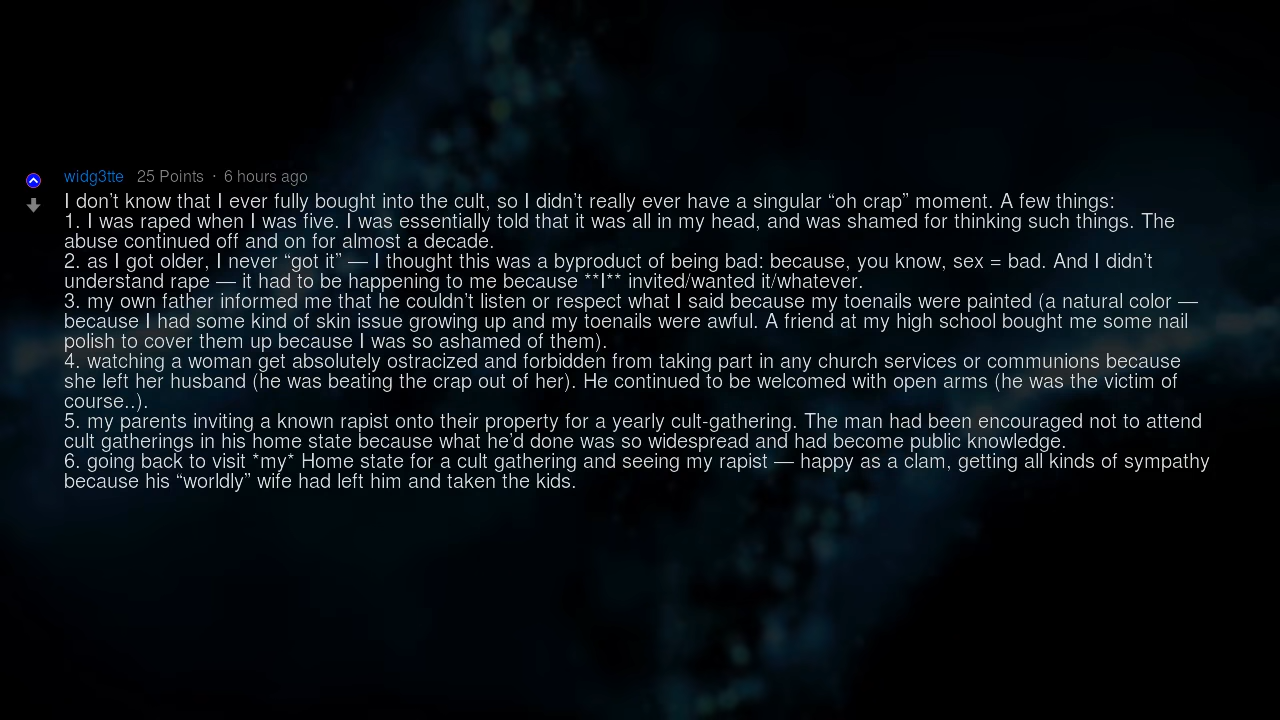 widg3tte 25 Points · 6 hours ago
I don't know that I ever fully bought into the cult, so I didn't really ever have a singular “oh crap” moment. A few things:
1. I was raped when I was five. I was essentially told that it was all in my head, and was shamed for thinking such things. The
abuse continued off and on for almost a decade.
2. as I got older, I never “got it” — I thought this was a byproduct of being bad: because, you know, sex = bad. And I didn't
understand rape — it had to be happening to me because **I** invited/wanted it/whatever.
3. my own father informed me that he couldn't listen or respect what I said because my toenails were painted (a natural color —
because I had some kind of skin issue growing up and my toenails were awful. A friend at my high school bought me some nail
polish to cover them up because I was so ashamed of them).
4. watching a woman get absolutely ostracized and forbidden from taking part in any church services or communions because
she left her husband (he was beating the crap out of her). He continued to be welcomed with open arms (he was the victim of
course..).
5. my parents inviting a known rapist onto their property for a yearly cult-gathering. The man had been encouraged not to attend
cult gatherings in his home state because what he'd done was so widespread and had become public knowledge.
6. going back to visit *my* Home state for a cult gathering and seeing my rapist — happy as a clam, getting all kinds of sympathy
because his “worldly” wife had left him and taken the kids.